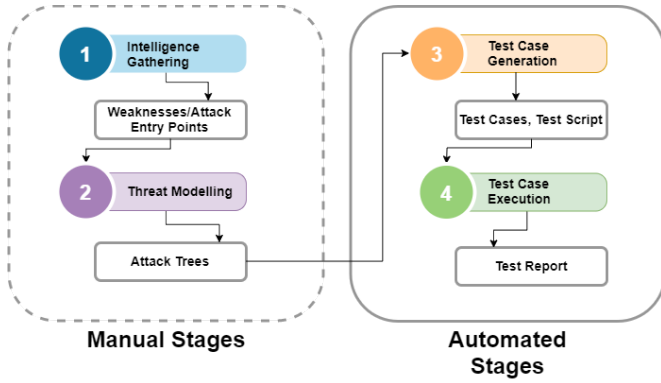 1
Intelligence
Gathering
Weaknesses/Attack
Entry Points
2
Threat Modelling
Attack Trees
Manual Stages
3
Test Case
Generation
Test Cases, Test Script
4
Test Case
Execution
Test Report
Automated
Stages